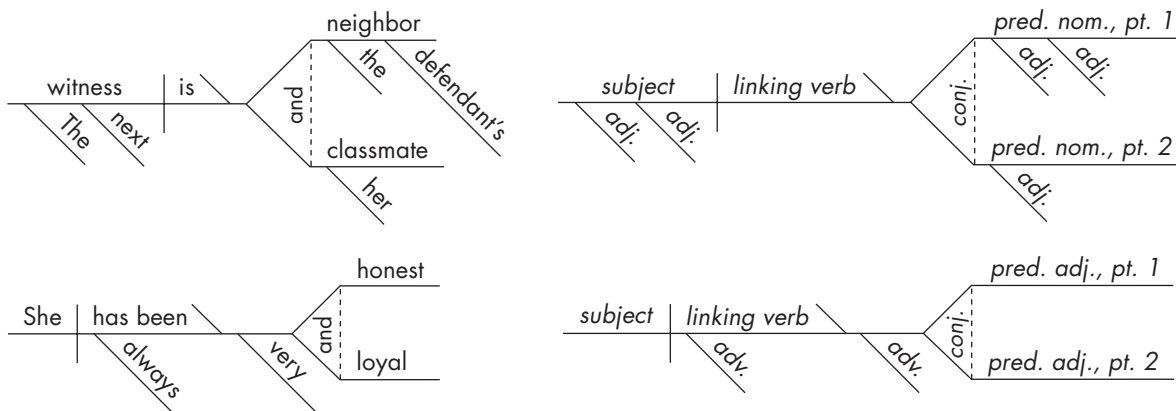 neighbor
witness is
The next
and
the defendant's
classmate
her
pred. nom., pt. 1
subject linking verb
adj. adj.
conj.
adj. adj.
pred. nom., pt. 2
adj.
honest
She has been
always very
and
loyal
pred. adj., pt. 1
subject linking verb
adv. adv.
conj.
pred. adj., pt. 2